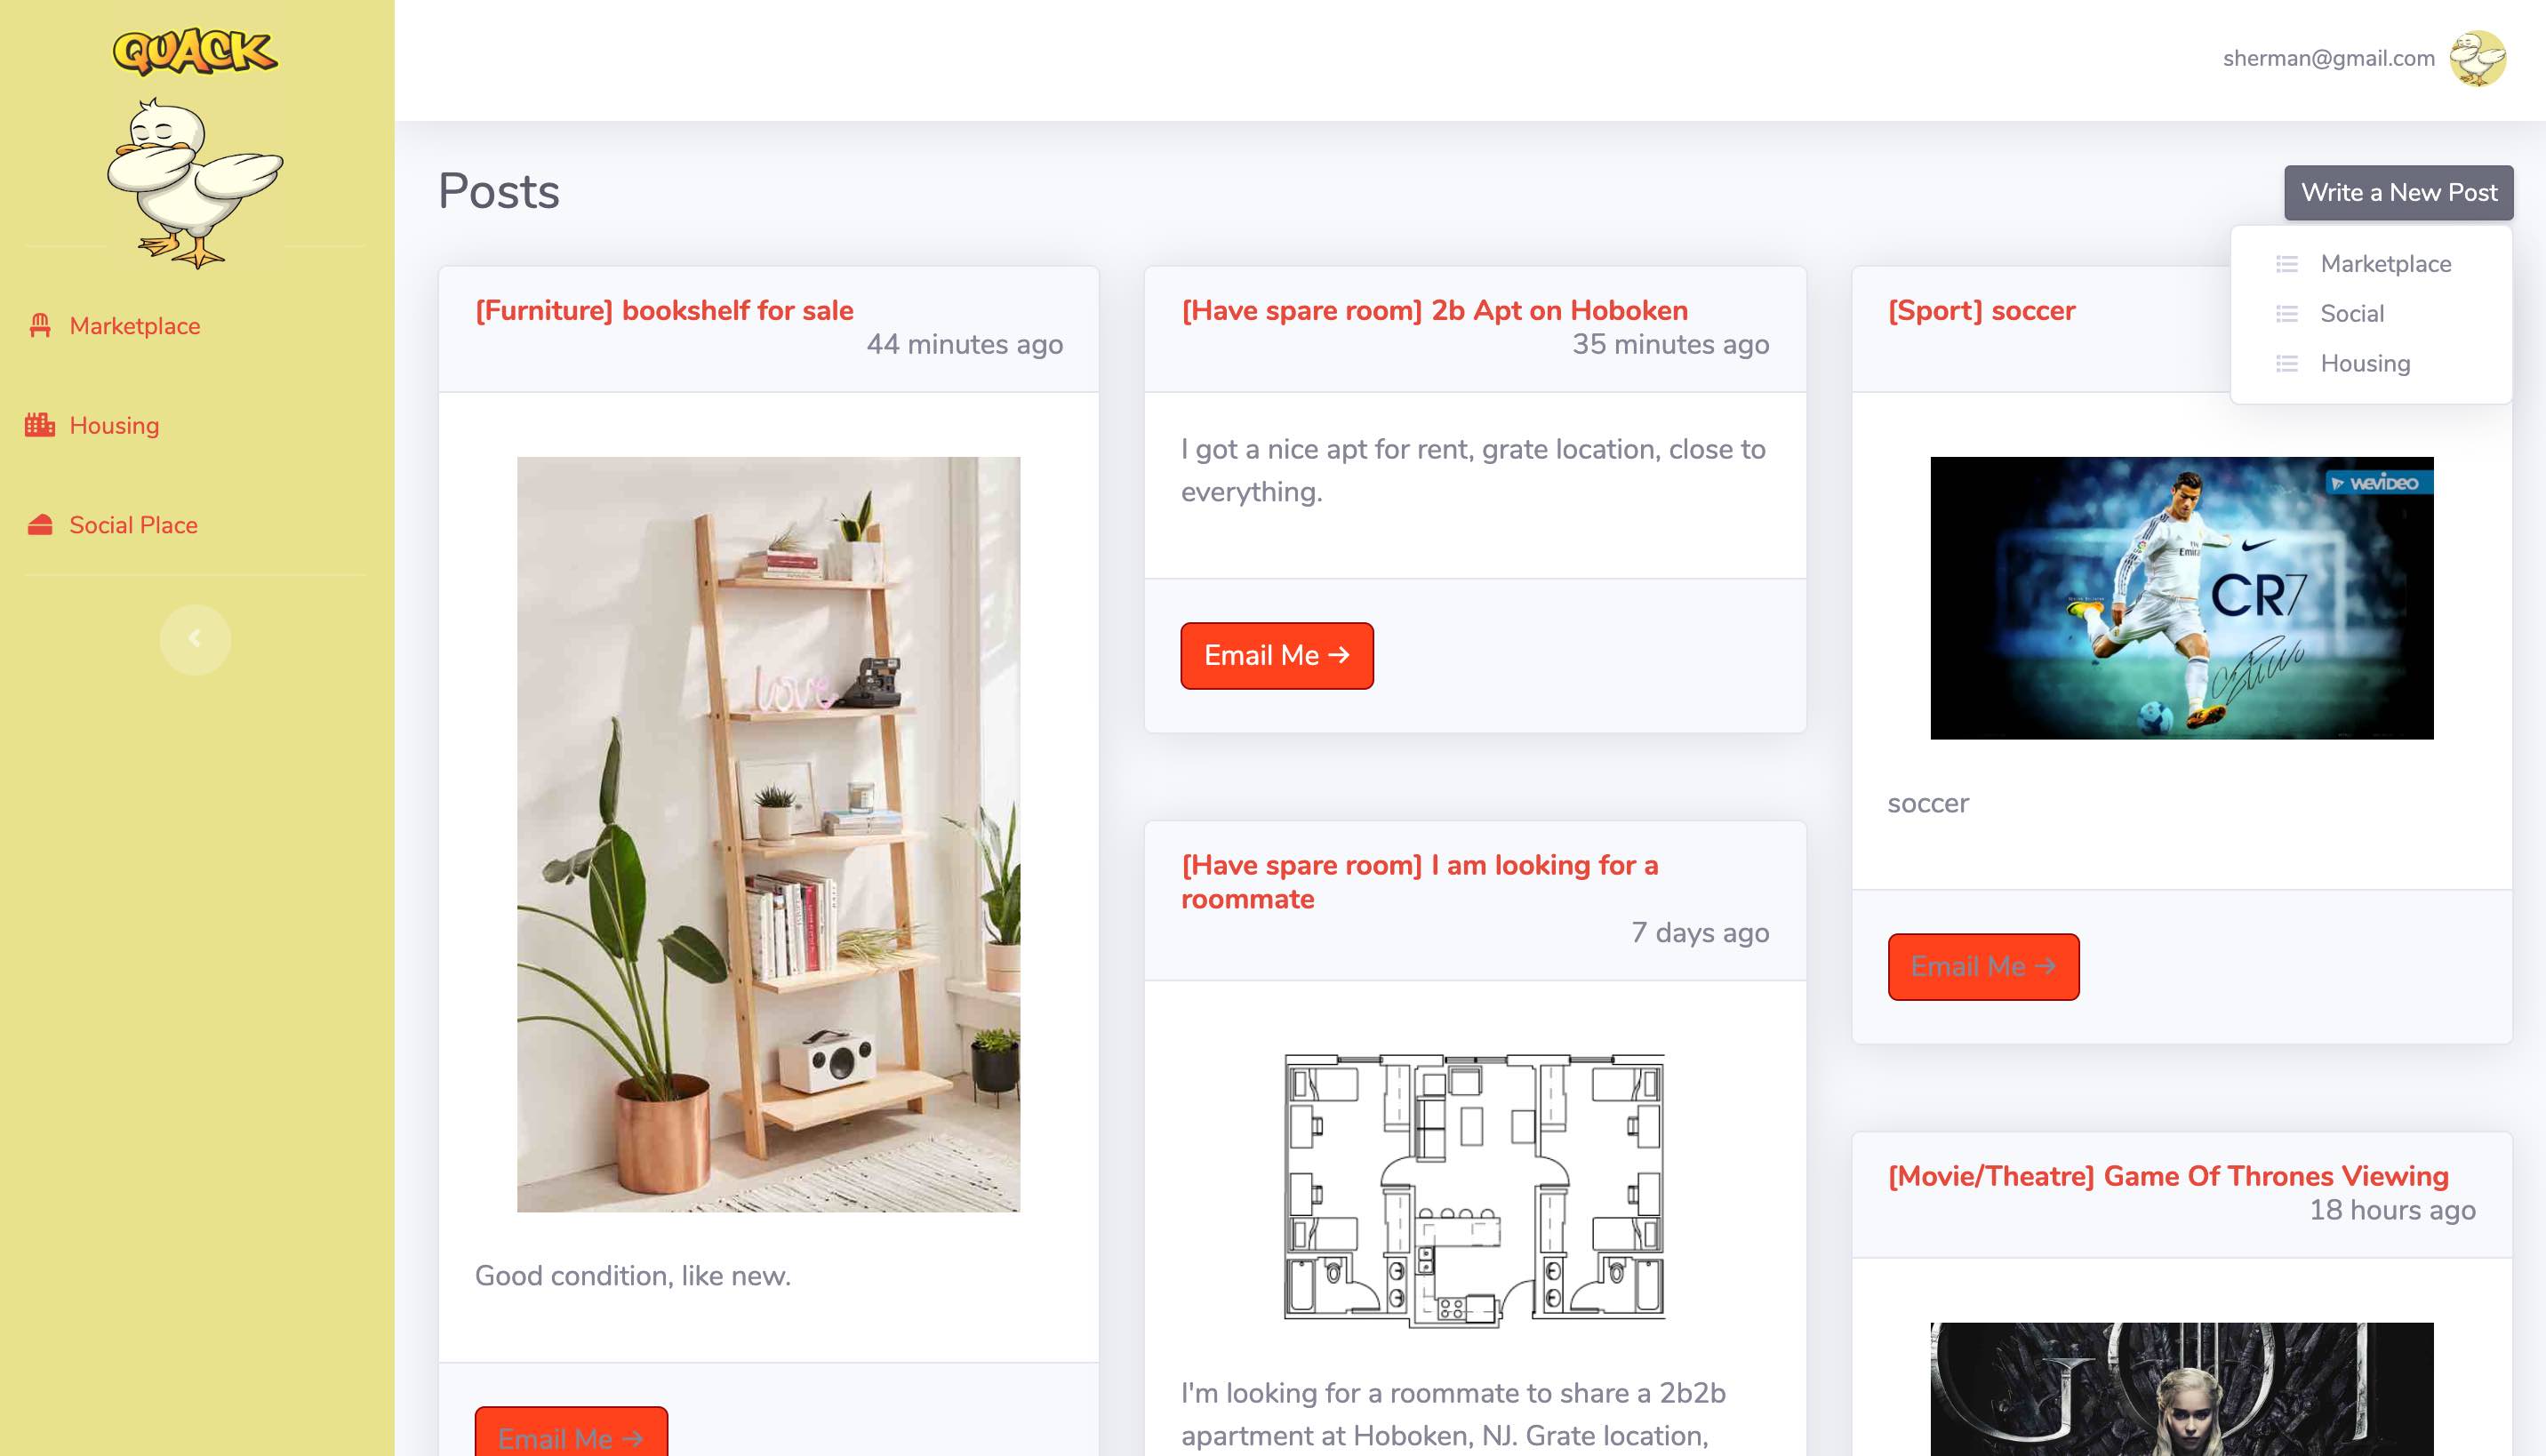 QUACK
Marketplace
Housing
Social Place
sherman@gmail.com
Posts
Write a New Post
Marketplace
Social
Housing
[Furniture] bookshelf for sale
44 minutes ago
love
Good condition, like new.
Email Me →
[Have spare room] 2b Apt on Hoboken
35 minutes ago
I got a nice apt for rent, grate location, close to
everything.
Email Me →
[Have spare room] I am looking for a
roommate
7 days ago
I'm looking for a roommate to share a 2b2b
apartment at Hoboken, NJ. Grate location,
[Sport] soccer
WEVIDEO
CR7
soccer
Email Me →
[Movie/Theatre] Game Of Thrones Viewing
18 hours ago